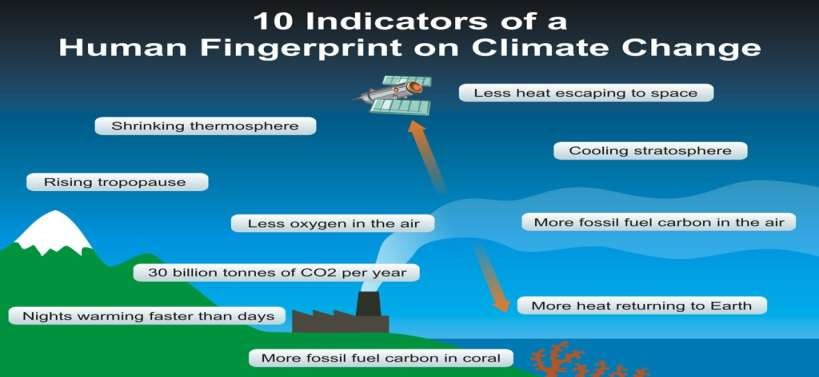 10 Indicators of a
Human Fingerprint on Climate Change
Less heat escaping to space
Shrinking thermosphere
Cooling stratosphere
Rising tropopause
Less oxygen in the air
More fossil fuel carbon in the air
30 billion tonnes of CO2 per year
More heat returning to Earth
Nights warming faster than days
More fossil fuel carbon in coral